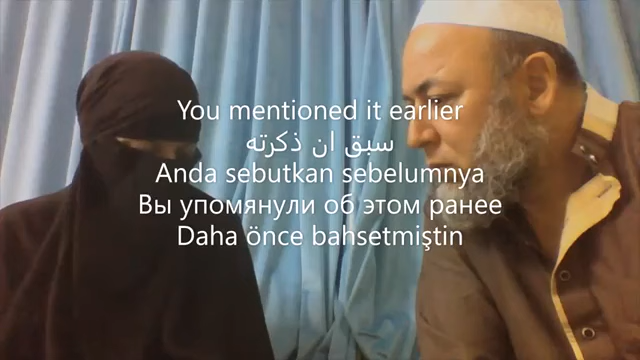 You mentioned it earlier
سبق ان ذكرته
Anda sebutkan sebelumnya
Вы упомянули об этом ранее
Daha önce bahsetmiştin